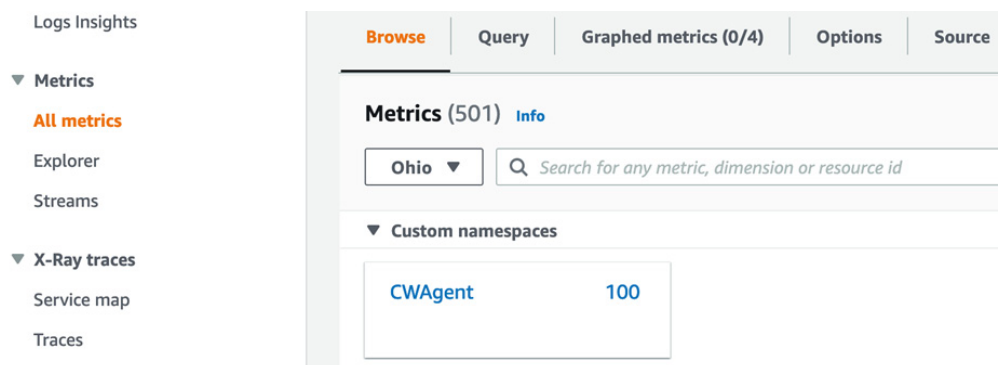 Logs Insights
Metrics
All metrics
Explorer
Streams
X-Ray traces
Service map
Traces
Browse
Query
Graphed metrics (0/4)
Options
Source
Metrics (501) Info
Ohio
Search for any metric, dimension or resource id
Custom namespaces
CWAgent 100